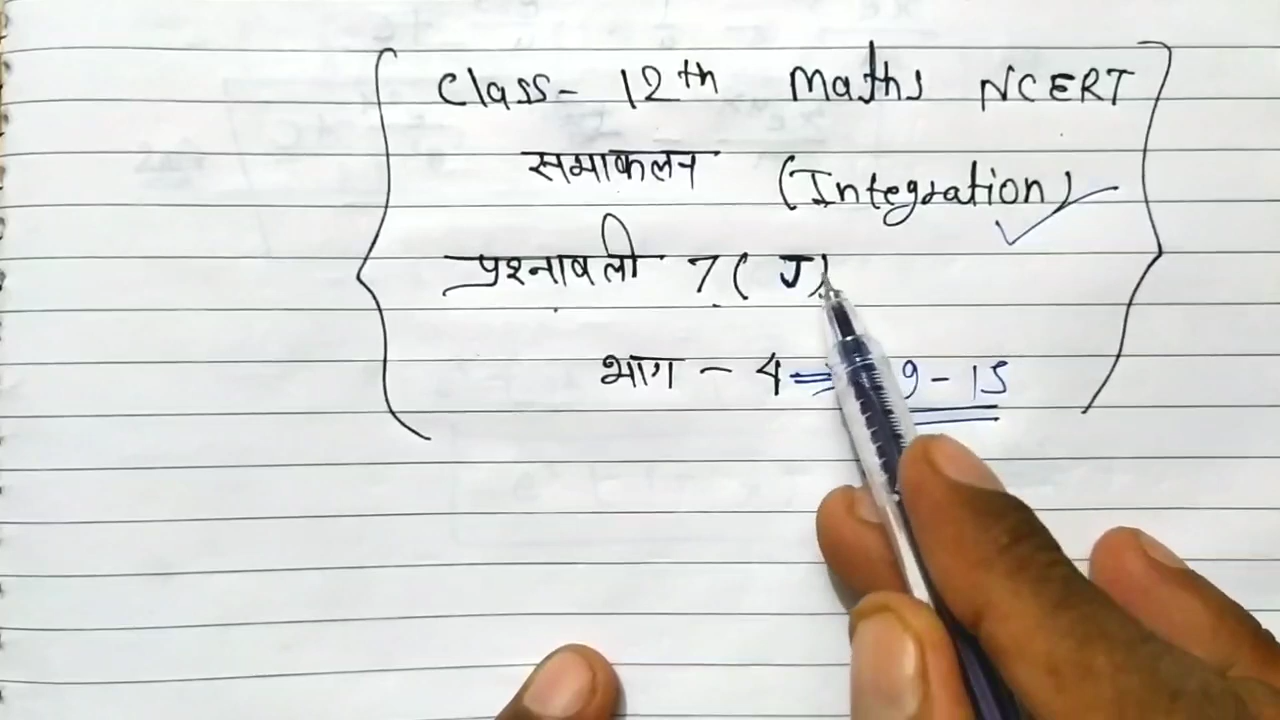 Class- 12th Maths NCERT
समाकलन (Integration)
प्रश्नावली 7( J)
भाग - 4 ⇒ 9 - 15